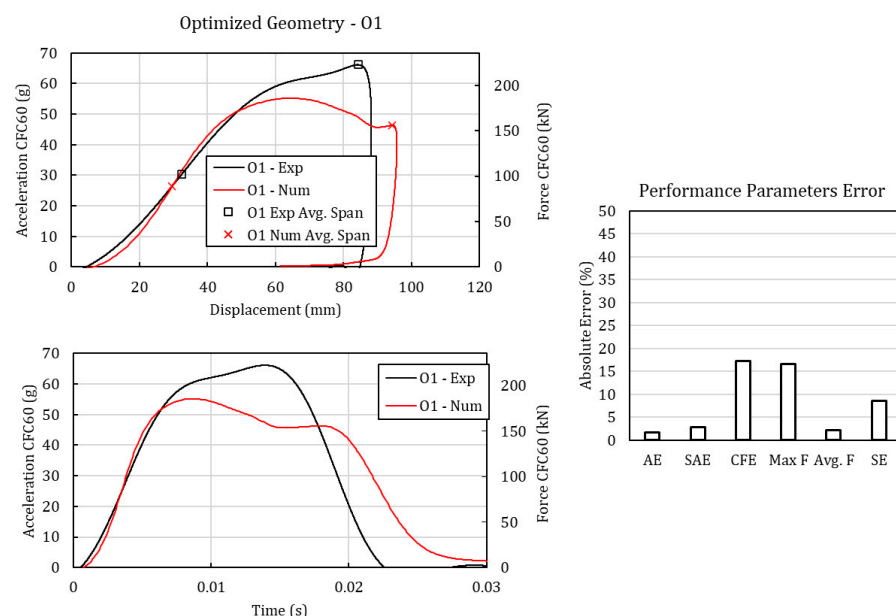 Optimized Geometry - O1
Acceleration CFC60 (g)
70
60
50
40
30
20
10
0
0 20 40 60 80 100 120
Displacement (mm)
200
150
100
50
0
Force CFC60 (kN)
O1 - Exp
O1 - Num
O1 Exp Avg. Span
O1 Num Avg. Span
Acceleration CFC60 (g)
70
60
50
40
30
20
10
0
0 0.01 0.02 0.03
Time (s)
200
150
100
50
0
Force CFC60 (kN)
O1 - Exp
O1 - Num
Performance Parameters Error
Absolute Error (%)
50
45
40
35
30
25
20
15
10
5
0
AE SAE CFE Max F Avg. F SE